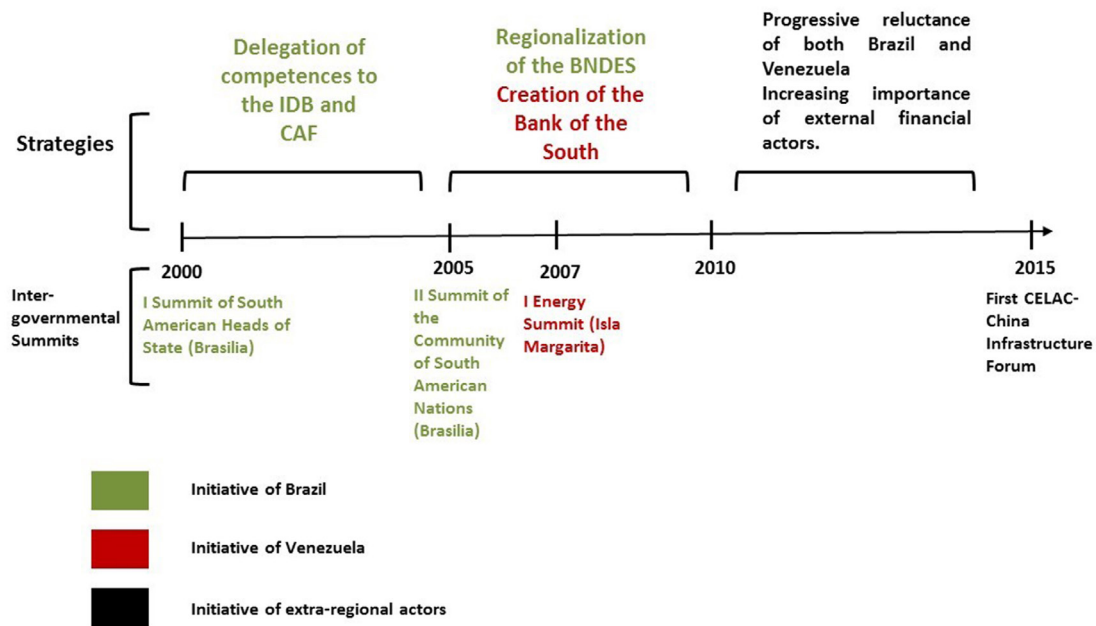 Delegation of
competences to
the IDB and
CAF
Regionalization
of the BNDES
Creation of the
Bank of the
South
Progressive reluctance
of both Brazil and
Venezuela
Increasing importance
of external financial
actors.
Strategies
2000
2005
2007
2010
2015
Inter-
governmental
Summits
I Summit of South
American Heads of
State (Brasilia)
II Summit of
the
Community
of South
American
Nations
(Brasilia)
I Energy
Summit (Isla
Margarita)
First CELAC-
China
Infrastructure
Forum
Initiative of Brazil
Initiative of Venezuela
Initiative of extra-regional actors